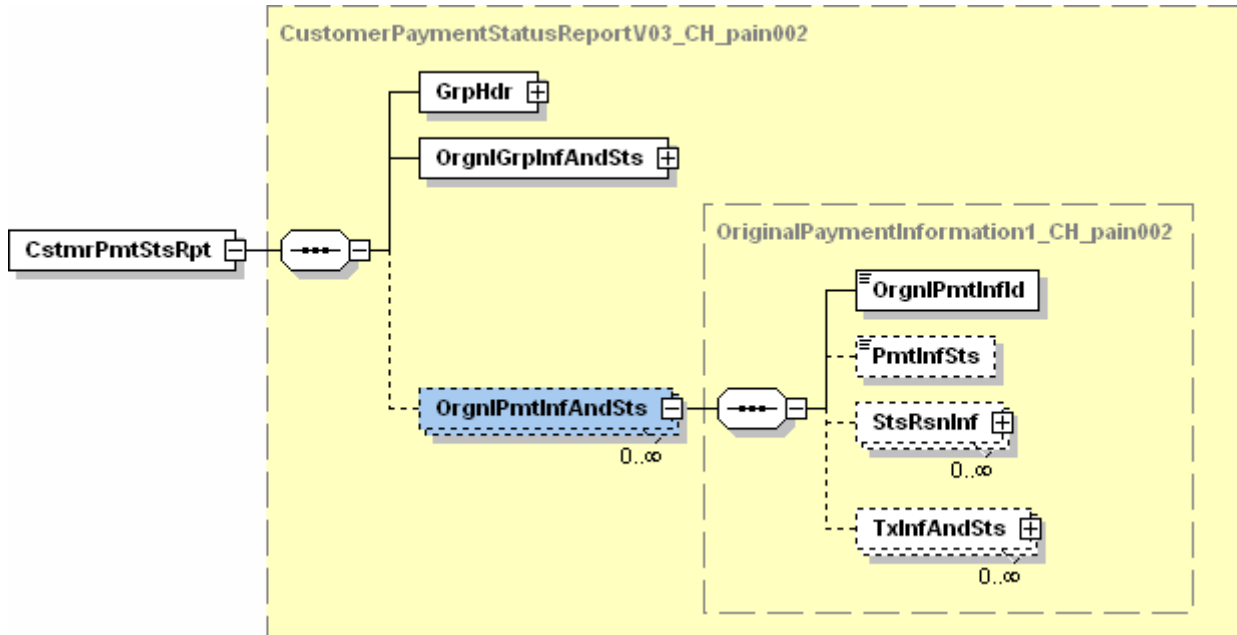 CustomerPaymentStatusReportV03_CH_pain002
GrpHdr
OrgnlGrpInfAndSts
OriginalPaymentInformation1_CH_pain002
CstmrPmtStsRpt
OrgnlPmtInfId
PmtInfSts
OrgnlPmtInfAndSts
0..∞
StsRsnInf
0..∞
TxInfAndSts
0..∞